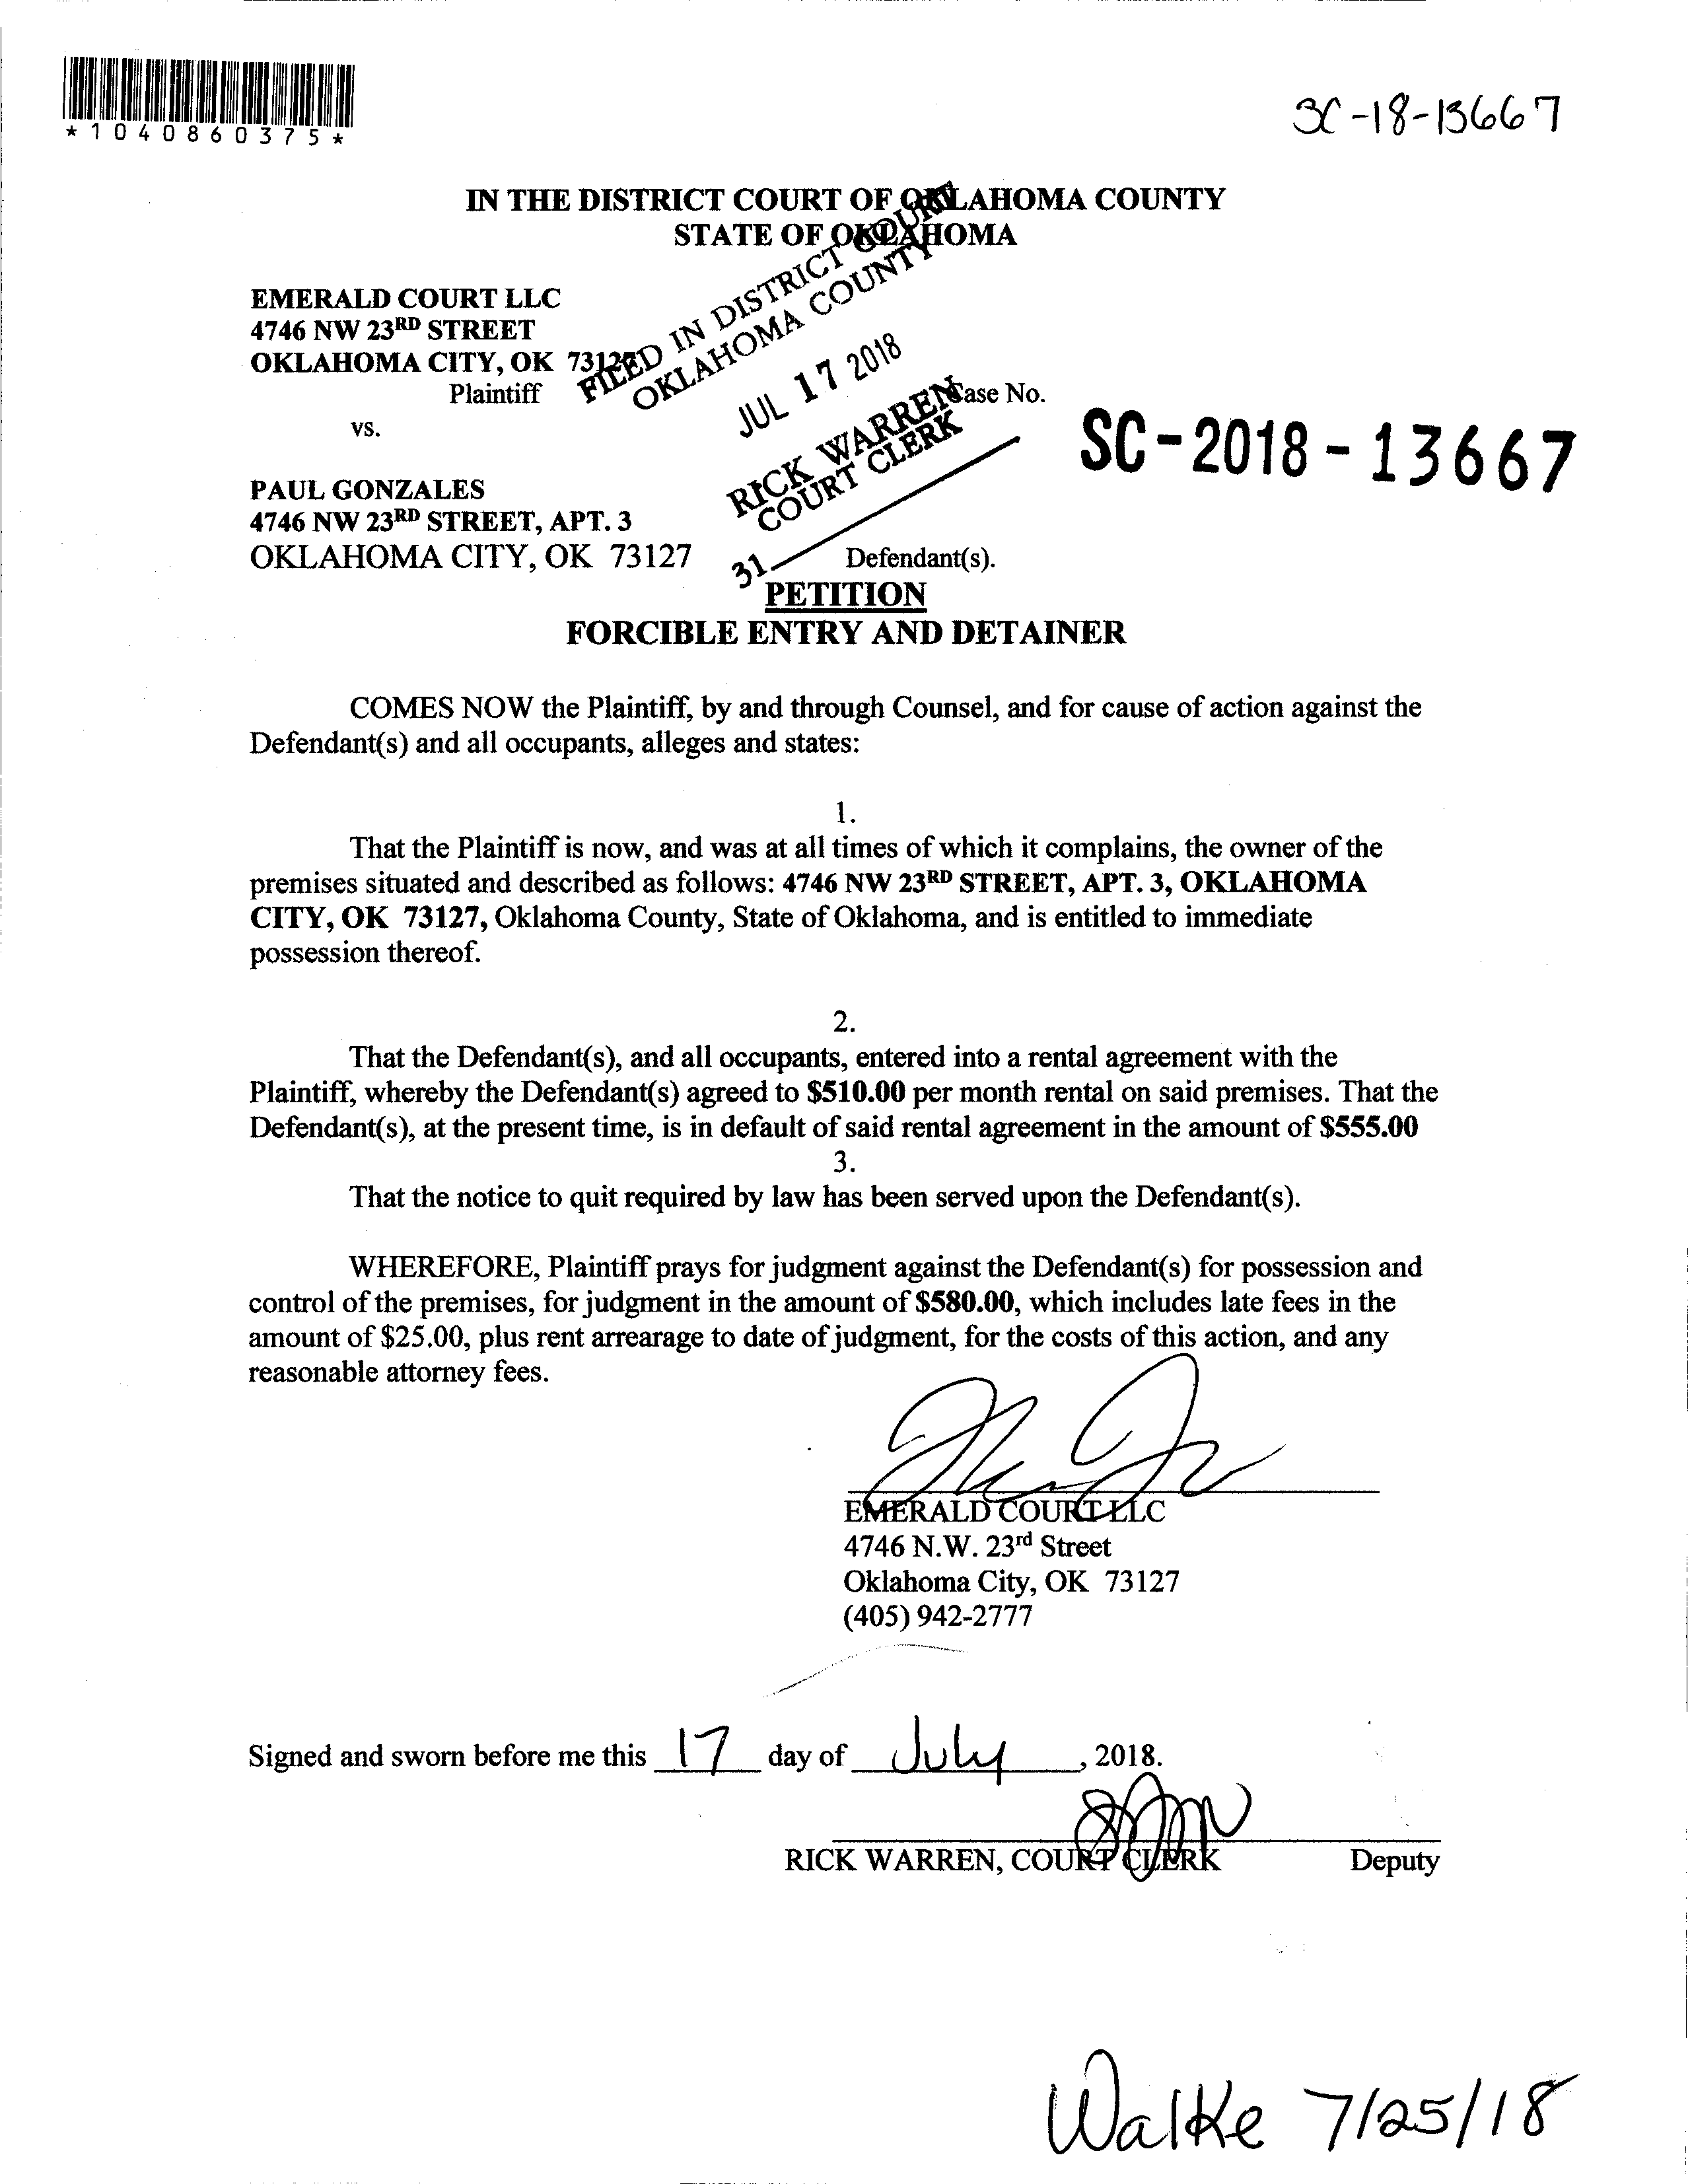 *1040860375*
SC-18-13667
IN THE DISTRICT COURT OF OKLAHOMA COUNTY
STATE OF OKLAHOMA
EMERALD COURT LLC
4746 NW 23RD STREET
OKLAHOMA CITY, OK 73127
Plaintiff
vs.
FILED IN DISTRICT COURT
OKLAHOMA COUNTY
JUL 17 2018
RICK WARREN
COURT CLERK
31
Case No.
SC-2018-13667
PAUL GONZALES
4746 NW 23RD STREET, APT. 3
OKLAHOMA CITY, OK 73127
Defendant(s).
PETITION
FORCIBLE ENTRY AND DETAINER
COMES NOW the Plaintiff, by and through Counsel, and for cause of action against the
Defendant(s) and all occupants, alleges and states:
1.
That the Plaintiff is now, and was at all times of which it complains, the owner of the
premises situated and described as follows: 4746 NW 23RD STREET, APT. 3, OKLAHOMA
CITY, OK 73127, Oklahoma County, State of Oklahoma, and is entitled to immediate
possession thereof.
2.
That the Defendant(s), and all occupants, entered into a rental agreement with the
Plaintiff, whereby the Defendant(s) agreed to $510.00 per month rental on said premises. That the
Defendant(s), at the present time, is in default of said rental agreement in the amount of $555.00
3.
That the notice to quit required by law has been served upon the Defendant(s).
WHEREFORE, Plaintiff prays for judgment against the Defendant(s) for possession and
control of the premises, for judgment in the amount of $580.00, which includes late fees in the
amount of $25.00, plus rent arrearage to date of judgment, for the costs of this action, and any
reasonable attorney fees.
EMERALD COURT LLC
4746 N.W. 23rd Street
Oklahoma City, OK 73127
(405) 942-2777
Signed and sworn before me this 17 day of July, 2018.
RICK WARREN, COURT CLERK Deputy
Walke 7/25/18